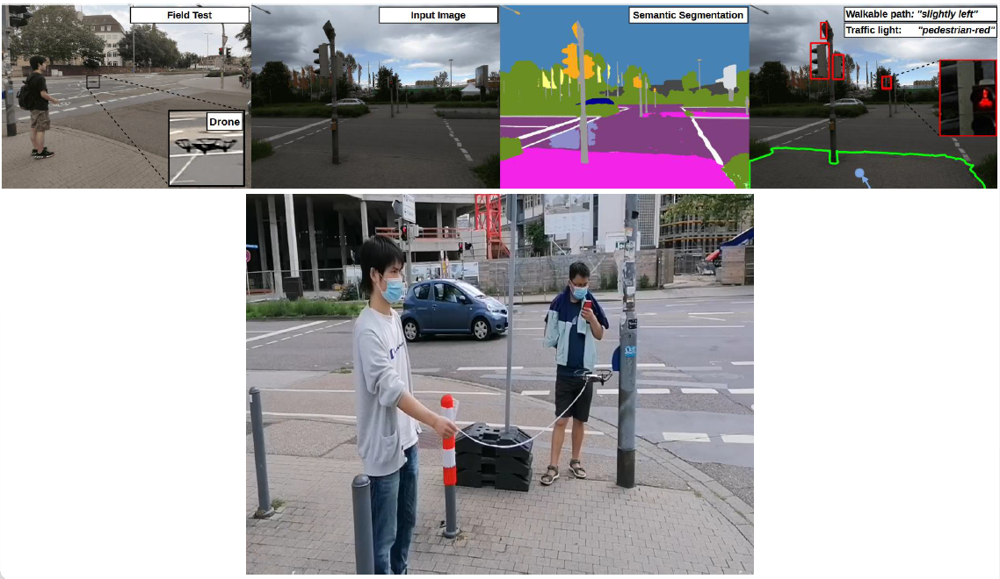 Field Test
Drone
Input Image
Semantic Segmentation
Walkable path: "slightly left"
Traffic light: "pedestrian-red"